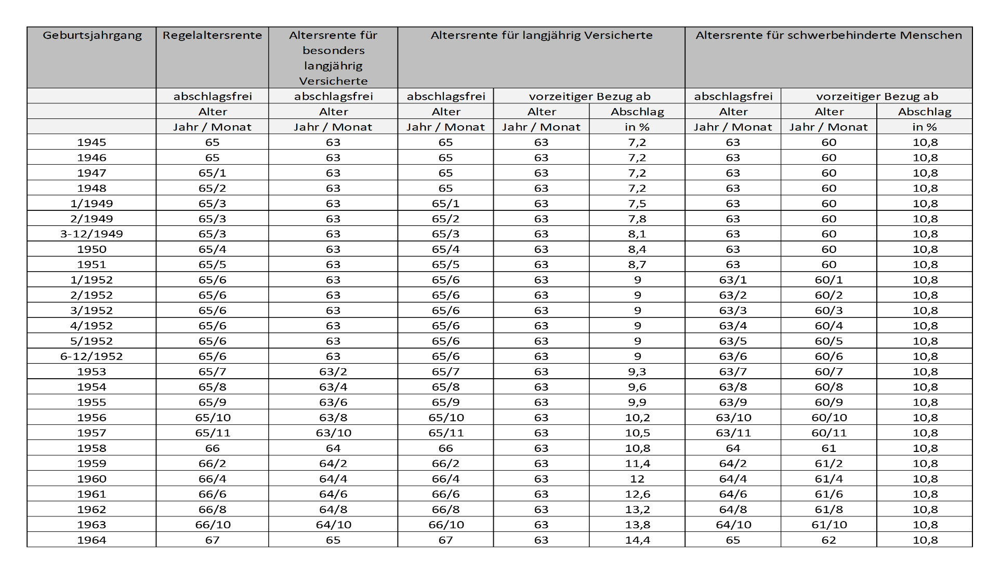 Geburtsjahrgang Regelaltersrente Altersrente für Altersrente für langjährig Versicherte Altersrente für schwerbehinderte Menschen
besonders
langjährig
Versicherte
abschlagsfrei abschlagsfrei abschlagsfrei vorzeitiger Bezug ab abschlagsfrei vorzeitiger Bezug ab
Alter Alter Alter Alter Abschlag Alter Alter Abschlag
Jahr / Monat Jahr / Monat Jahr / Monat Jahr / Monat in % Jahr / Monat Jahr / Monat in %
1945 65 63 65 63 7,2 63 60 10,8
1946 65 63 65 63 7,2 63 60 10,8
1947 65/1 63 65 63 7,2 63 60 10,8
1948 65/2 63 65 63 7,2 63 60 10,8
1/1949 65/3 63 65/1 63 7,5 63 60 10,8
2/1949 65/3 63 65/2 63 7,8 63 60 10,8
3-12/1949 65/3 63 65/3 63 8,1 63 60 10,8
1950 65/4 63 65/4 63 8,4 63 60 10,8
1951 65/5 63 65/5 63 8,7 63 60 10,8
1/1952 65/6 63 65/6 63 9 63/1 60/1 10,8
2/1952 65/6 63 65/6 63 9 63/2 60/2 10,8
3/1952 65/6 63 65/6 63 9 63/3 60/3 10,8
4/1952 65/6 63 65/6 63 9 63/4 60/4 10,8
5/1952 65/6 63 65/6 63 9 63/5 60/5 10,8
6-12/1952 65/6 63 65/6 63 9 63/6 60/6 10,8
1953 65/7 63/2 65/7 63 9,3 63/7 60/7 10,8
1954 65/8 63/4 65/8 63 9,6 63/8 60/8 10,8
1955 65/9 63/6 65/9 63 9,9 63/9 60/9 10,8
1956 65/10 63/8 65/10 63 10,2 63/10 60/10 10,8
1957 65/11 63/10 65/11 63 10,5 63/11 60/11 10,8
1958 66 64 66 63 10,8 64 61 10,8
1959 66/2 64/2 66/2 63 11,4 64/2 61/2 10,8
1960 66/4 64/4 66/4 63 12 64/4 61/4 10,8
1961 66/6 64/6 66/6 63 12,6 64/6 61/6 10,8
1962 66/8 64/8 66/8 63 13,2 64/8 61/8 10,8
1963 66/10 64/10 66/10 63 13,8 64/10 61/10 10,8
1964 67 65 67 63 14,4 65 62 10,8